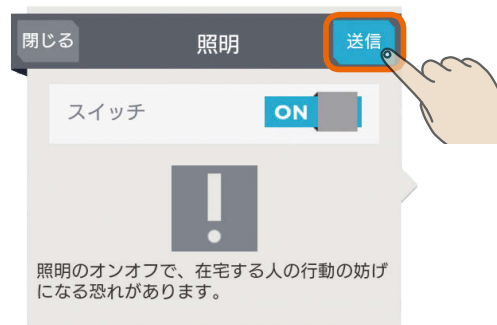 閉じる 照明 送信
スイッチ ON
照明のオンオフで、在宅する人の行動の妨げ
になる恐れがあります。